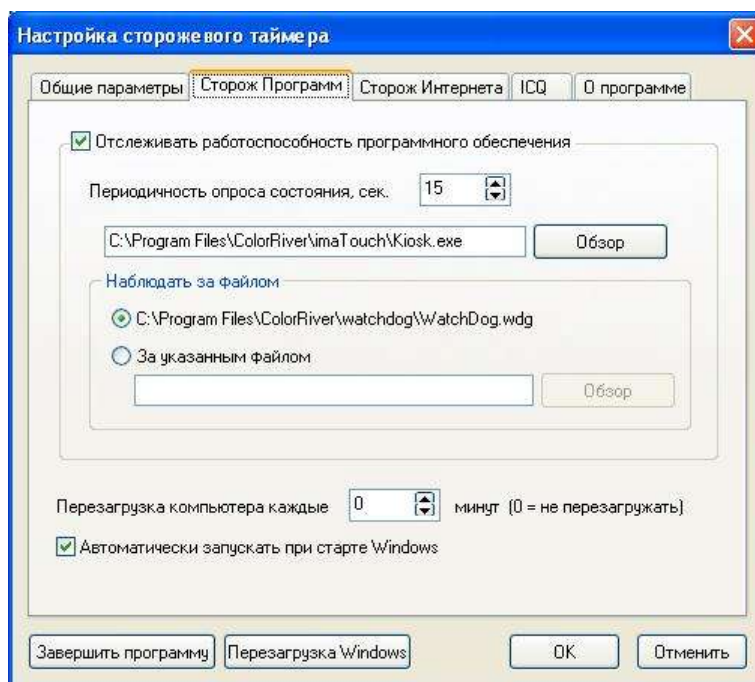 Настройка сторожевого таймера
Общие параметры Сторож Программ Сторож Интернета ICQ О программе
Отслеживать работоспособность программного обеспечения
Периодичность опроса состояния, сек. 15
C:\Program Files\ColorRiver\imaTouch\Kiosk.exe Обзор
Наблюдать за файлом
C:\Program Files\ColorRiver\watchdog\WatchDog.wdg
За указанным файлом
Обзор
Перезагрузка компьютера каждые 0 минут (0 = не перезагружать)
Автоматически запускать при старте Windows
Завершить программу Перезагрузка Windows OK Отменить